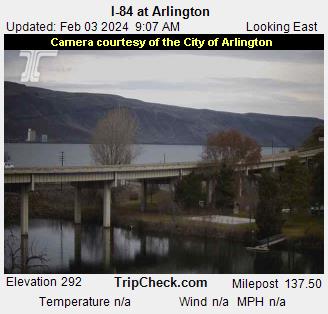 I-84 at Arlington
Updated: Feb 03 2024 9:07 AM Looking East
Camera courtesy of the City of Arlington
Elevation 292 TripCheck.com Milepost 137.50
Temperature n/a Wind n/a MPH n/a